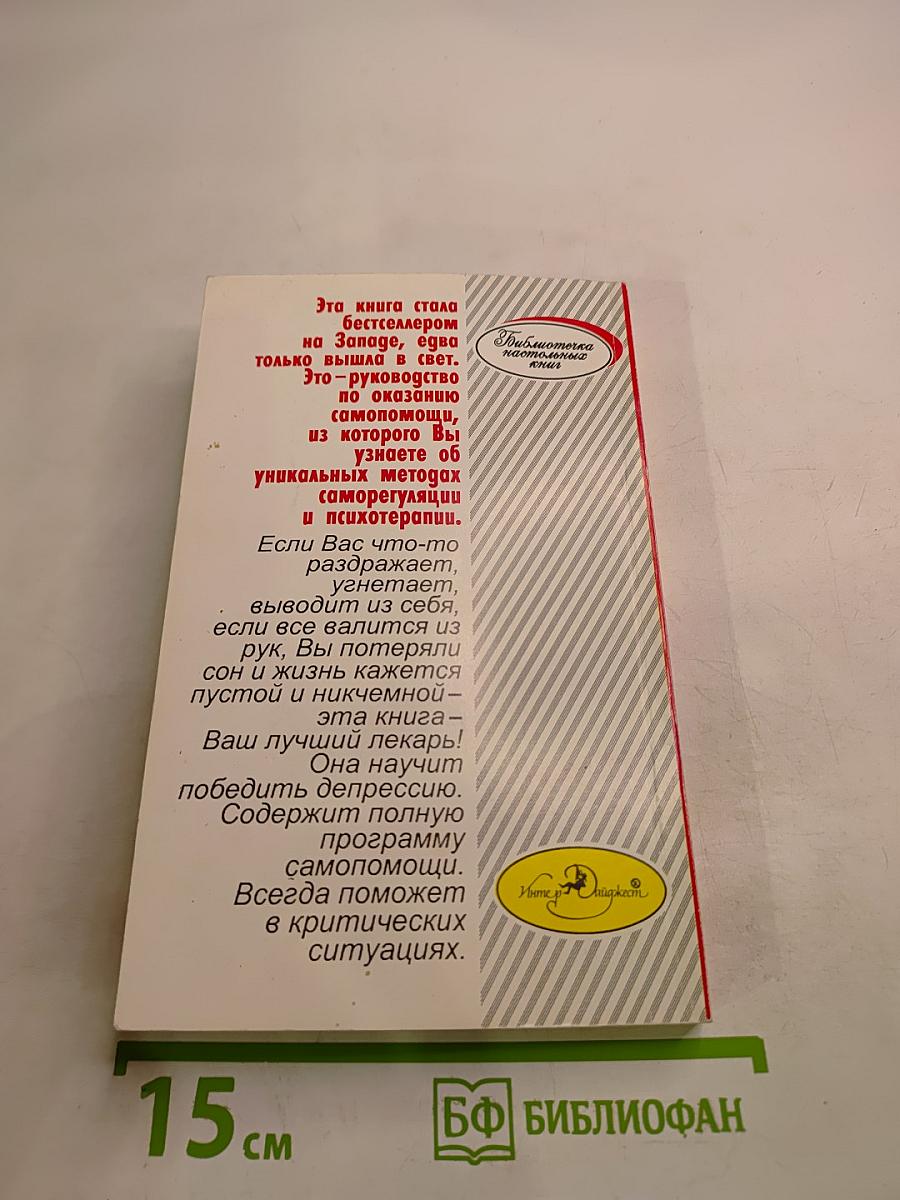 Эта книга стала
бестселлером
на Западе, едва
только вышла в свет.
Это – руководство
по оказанию
самопомощи,
из которого Вы
узнаете об
уникальных методах
саморегуляции
и психотерапии.
Если Вас что-то
раздражает,
угнетает,
выводит из себя,
если все валится из
рук, Вы потеряли
сон и жизнь кажется
пустой и никчемной –
эта книга –
Ваш лучший лекарь!
Она научит
победить депрессию.
Содержит полную
программу
самопомощи.
Всегда поможет
в критических
ситуациях.
Библиотечка
настольных
книг
Интер Дайджест ®
15 см
БФ БИБЛИОФАН